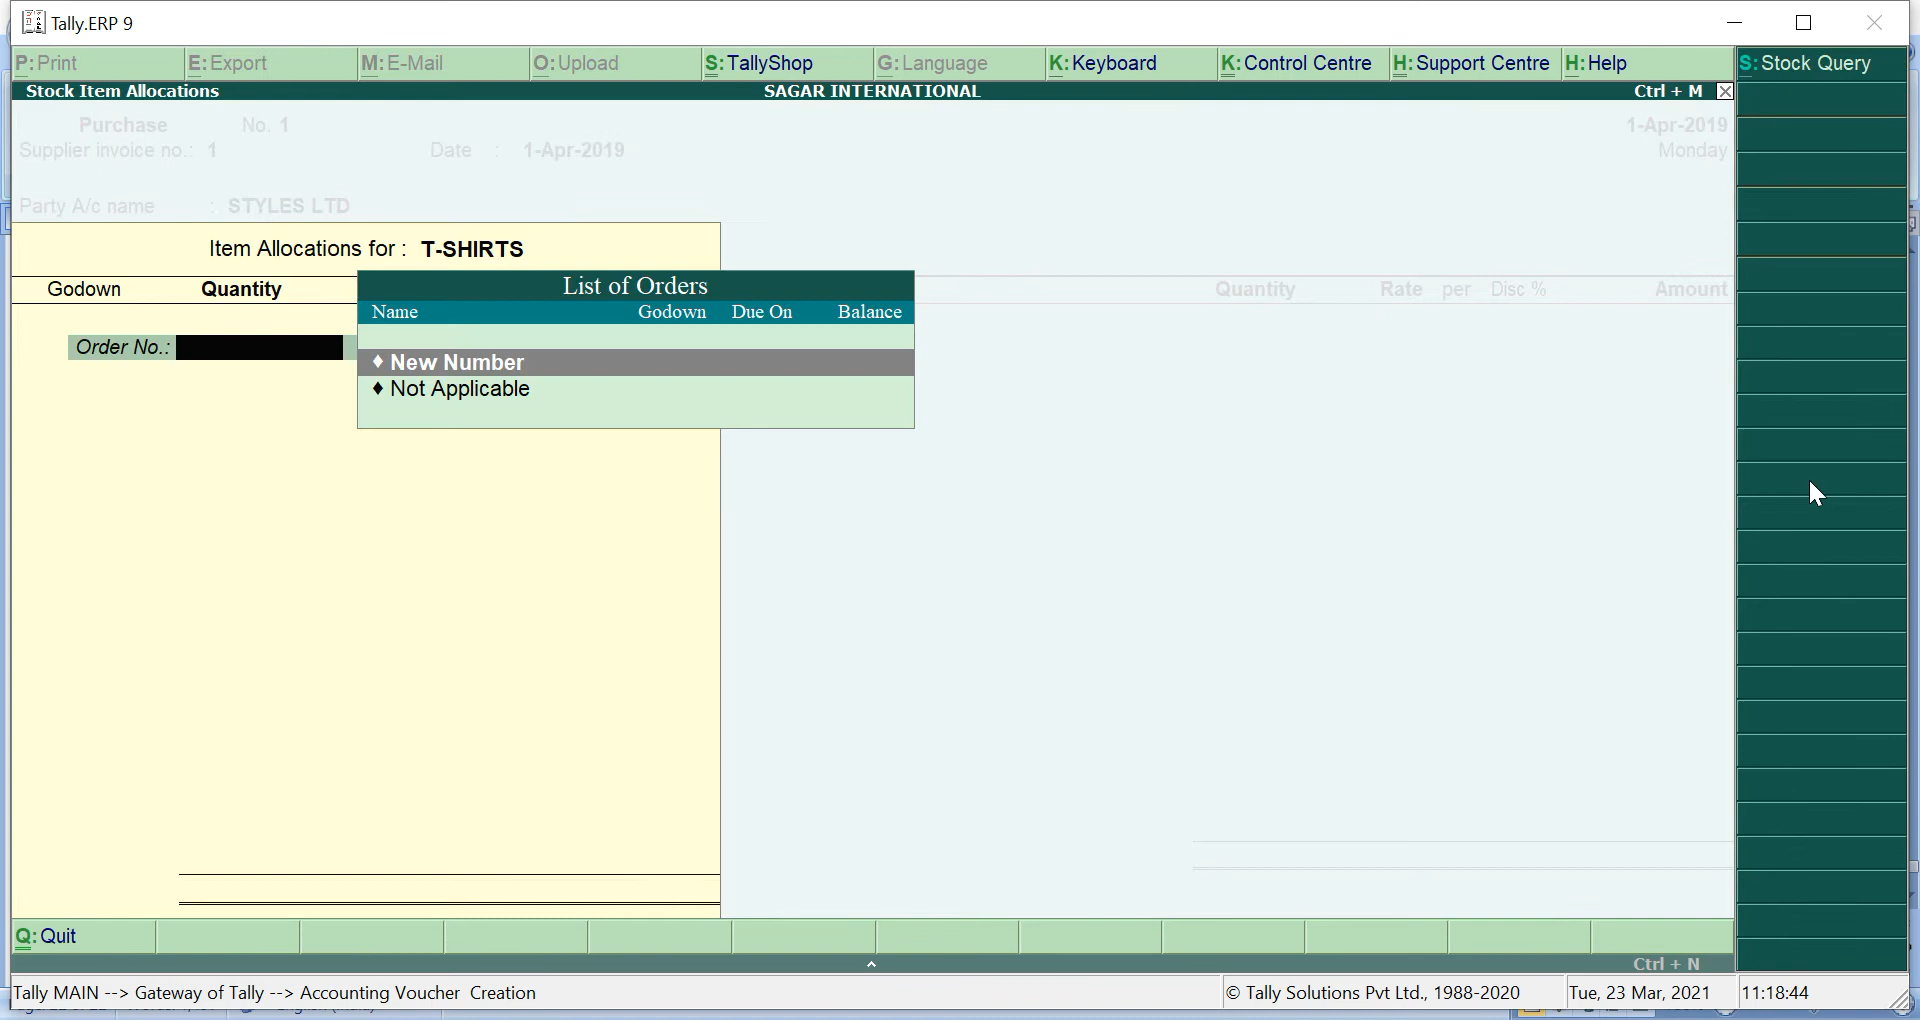 Tally.ERP 9
P: Print E: Export M: E-Mail O: Upload S: TallyShop G: Language K: Keyboard K: Control Centre H: Support Centre H: Help S: Stock Query
Stock Item Allocations SAGAR INTERNATIONAL Ctrl + M
Purchase No. 1 1-Apr-2019
Supplier invoice no.: 1 Date : 1-Apr-2019 Monday
Party A/c name : STYLES LTD
Item Allocations for : T-SHIRTS
Godown Quantity List of Orders Quantity Rate per Disc % Amount
Name Godown Due On Balance
Order No.:
♦ New Number
♦ Not Applicable
Q: Quit
Ctrl + N
Tally MAIN --> Gateway of Tally --> Accounting Voucher Creation © Tally Solutions Pvt Ltd., 1988-2020 Tue, 23 Mar, 2021 11:18:44